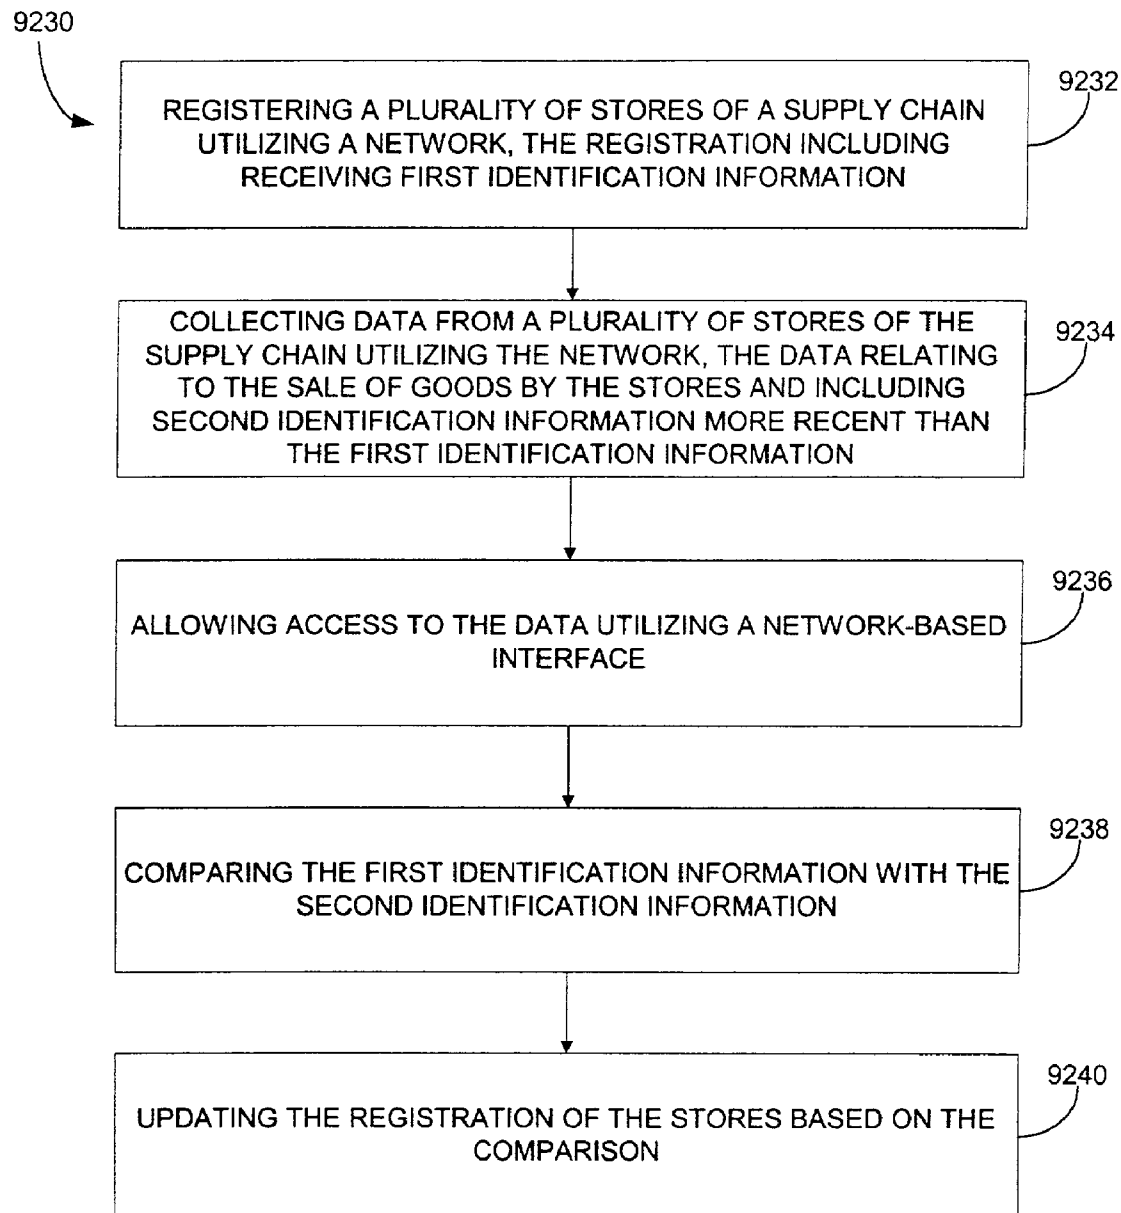 9230
REGISTERING A PLURALITY OF STORES OF A SUPPLY CHAIN
UTILIZING A NETWORK, THE REGISTRATION INCLUDING
RECEIVING FIRST IDENTIFICATION INFORMATION
9232
COLLECTING DATA FROM A PLURALITY OF STORES OF THE
SUPPLY CHAIN UTILIZING THE NETWORK, THE DATA RELATING
TO THE SALE OF GOODS BY THE STORES AND INCLUDING
SECOND IDENTIFICATION INFORMATION MORE RECENT THAN
THE FIRST IDENTIFICATION INFORMATION
9234
ALLOWING ACCESS TO THE DATA UTILIZING A NETWORK-BASED
INTERFACE
9236
COMPARING THE FIRST IDENTIFICATION INFORMATION WITH THE
SECOND IDENTIFICATION INFORMATION
9238
UPDATING THE REGISTRATION OF THE STORES BASED ON THE
COMPARISON
9240